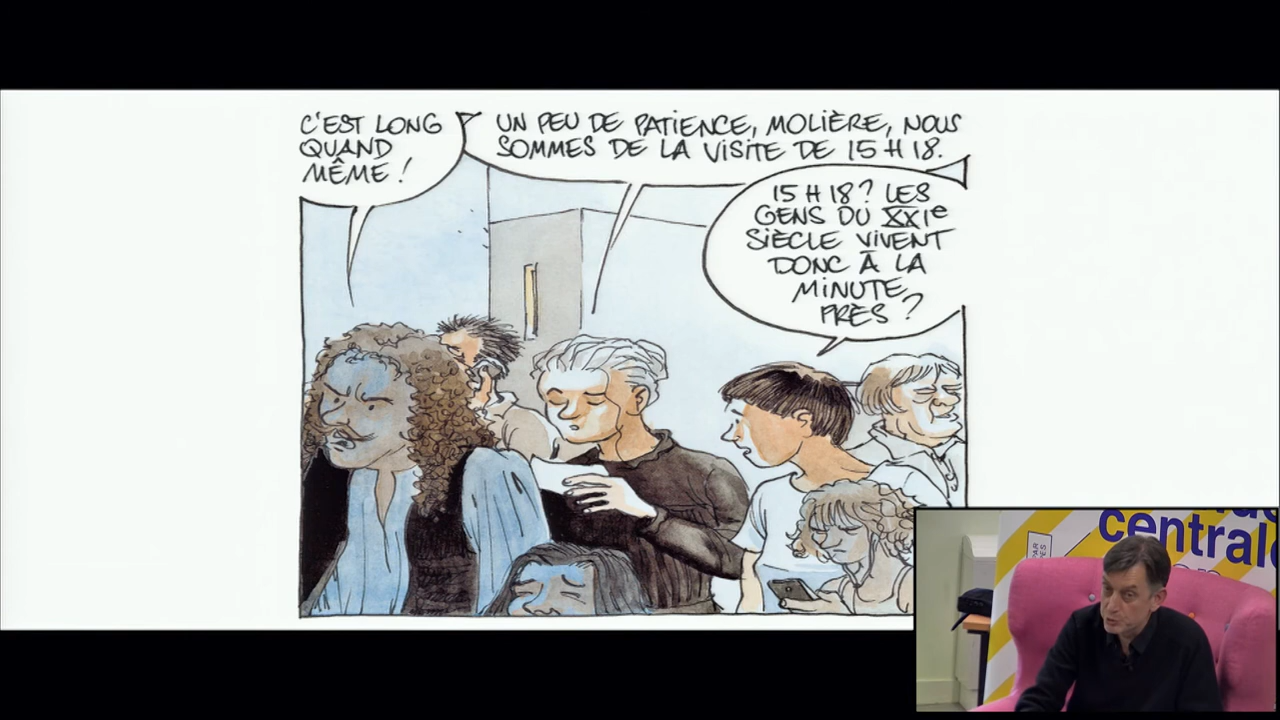 C'EST LONG
QUAND
MÊME !
UN PEU DE PATIENCE, MOLIÈRE, NOUS
SOMMES DE LA VISITE DE 15 H 18.
15 H 18 ? LES
GENS DU XXIe
SIÈCLE VIVENT
DONC À LA
MINUTE
PRÈS ?
centrale
PAR